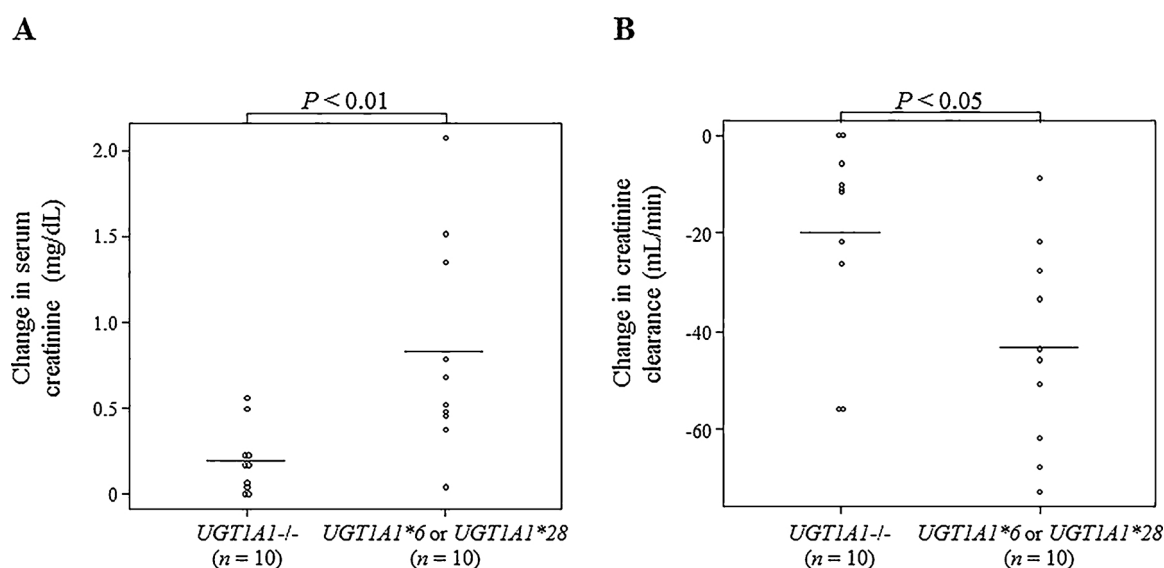 A
P < 0.01
Change in serum
creatinine (mg/dL)
2.0
1.5
1.0
0.5
0
UGT1A1-/-
(n = 10)
UGT1A1*6 or UGT1A1*28
(n = 10)
B
P < 0.05
Change in creatinine
clearance (mL/min)
0
-20
-40
-60
UGT1A1-/-
(n = 10)
UGT1A1*6 or UGT1A1*28
(n = 10)